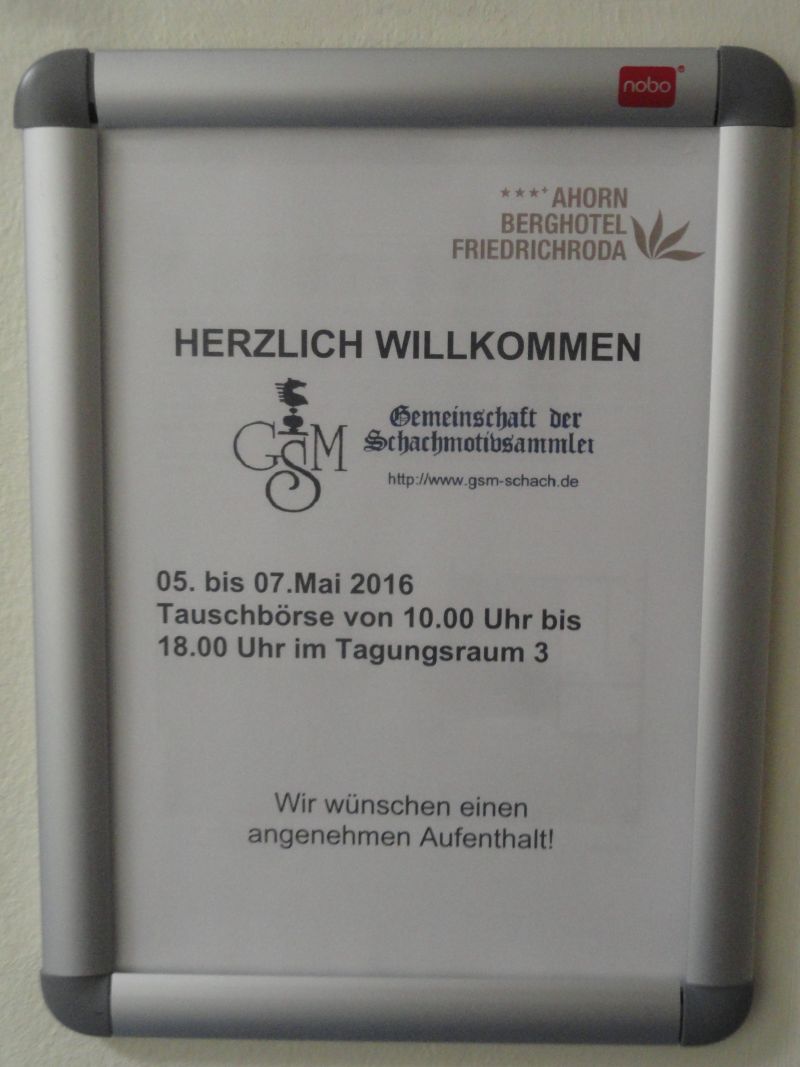 nobo®
***+ AHORN
BERGHOTEL
FRIEDRICHRODA
HERZLICH WILLKOMMEN
GSM
Gemeinschaft der
Schachmotivsammler
http://www.gsm-schach.de
05. bis 07.Mai 2016
Tauschbörse von 10.00 Uhr bis
18.00 Uhr im Tagungsraum 3
Wir wünschen einen
angenehmen Aufenthalt!